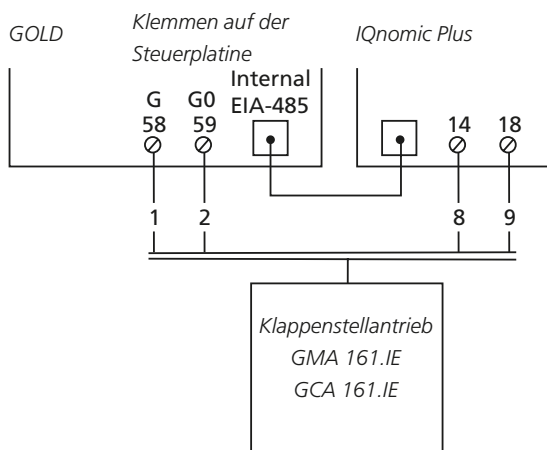 GOLD
Klemmen auf der
Steuerplatine
IQnomic Plus
Internal
EIA-485
G G0
58 59
14 18
1 2 8 9
Klappenstellantrieb
GMA 161.IE
GCA 161.IE